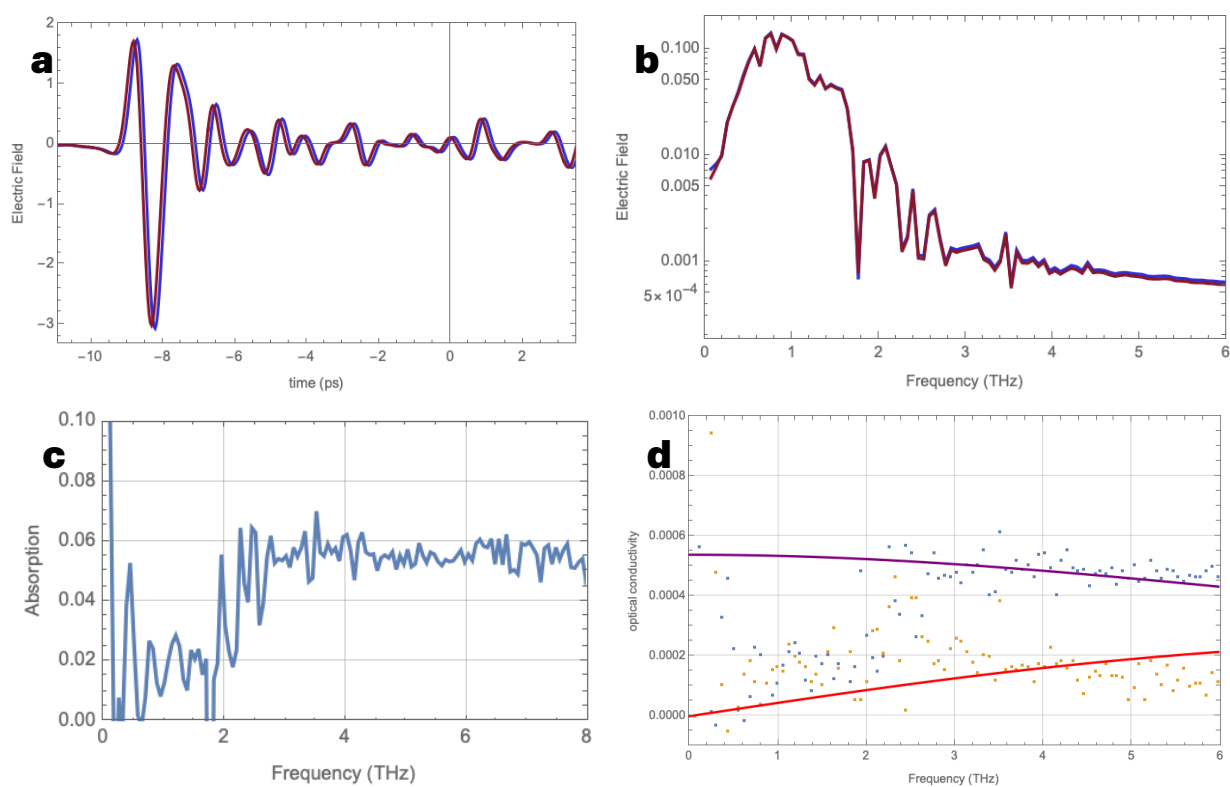 a
2
1
0
−1
−2
−3
Electric Field
−10 −8 −6 −4 −2 0 2
time (ps)
b
0.100
0.050
0.010
0.005
0.001
5×10⁻⁴
Electric Field
0 1 2 3 4 5 6
Frequency (THz)
c
0.10
0.08
0.06
0.04
0.02
0.00
Absorption
0 2 4 6 8
Frequency (THz)
d
0.0010
0.0008
0.0006
0.0004
0.0002
0.0000
optical conductivity
0 1 2 3 4 5 6
Frequency (THz)